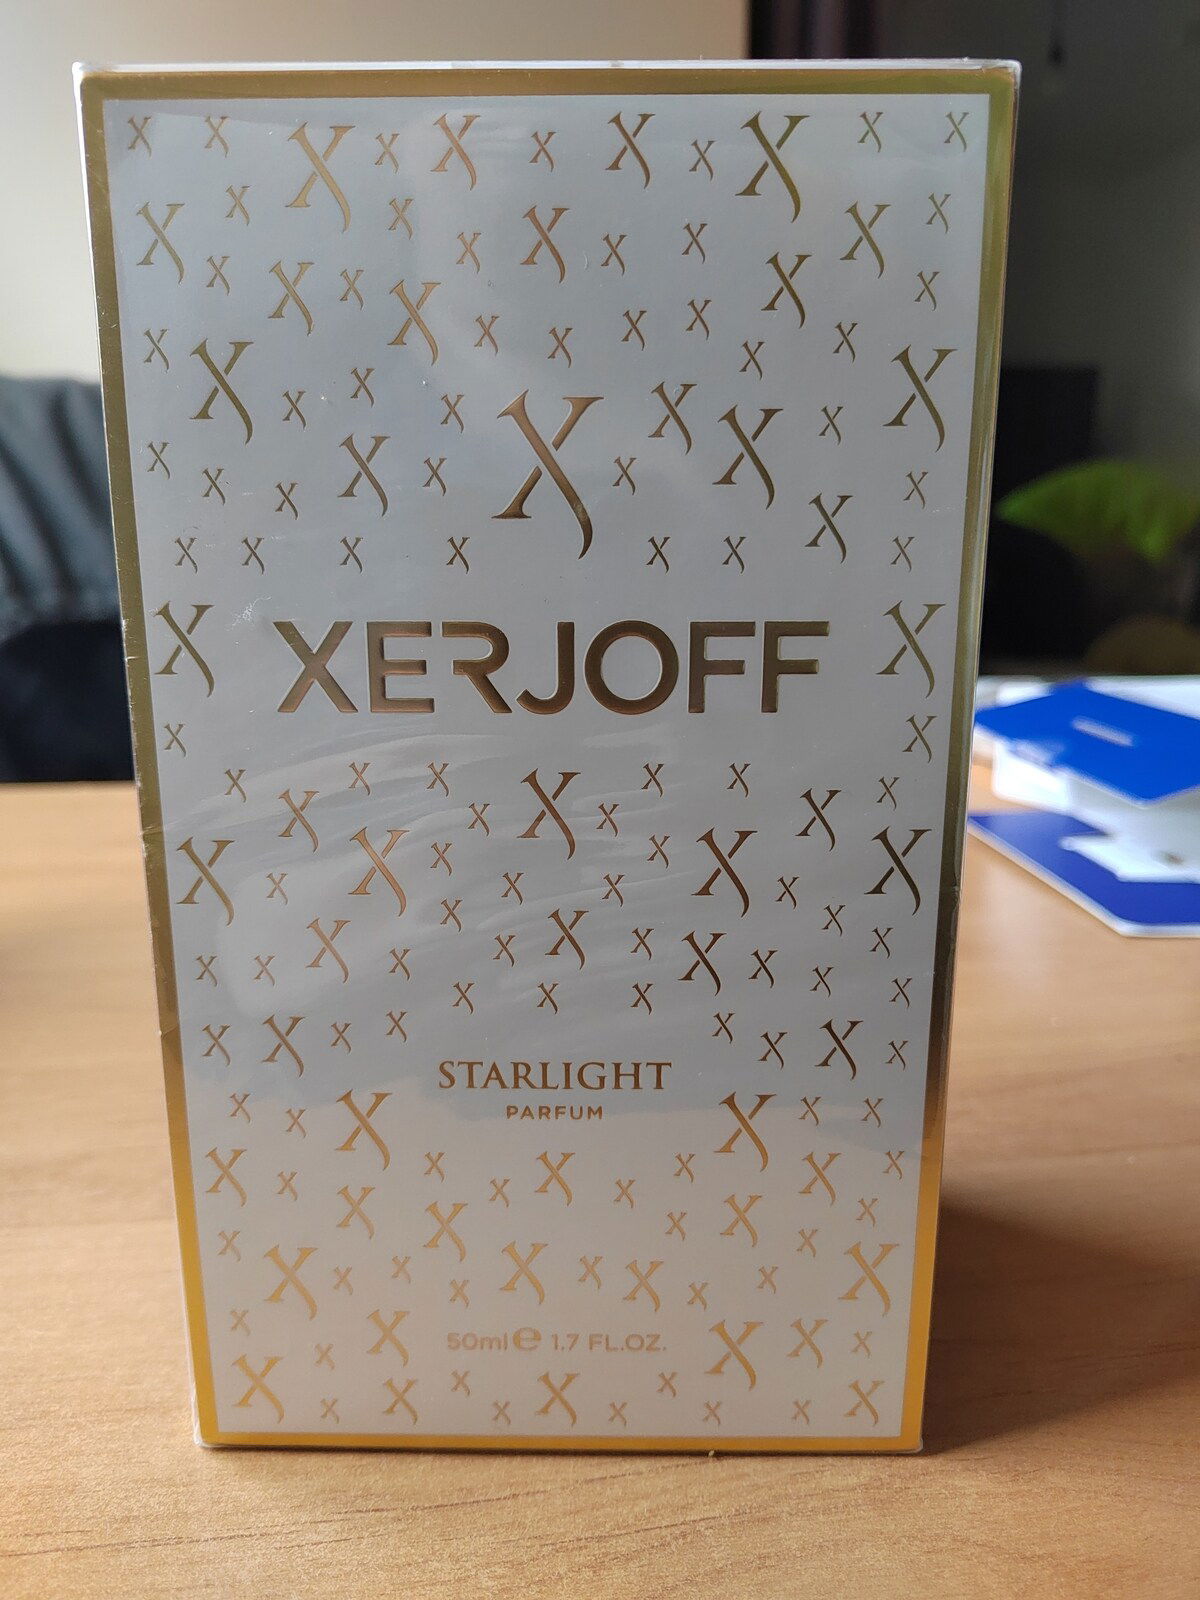 XERJOFF
STARLIGHT
PARFUM
50ml℮ 1.7 FL.OZ.